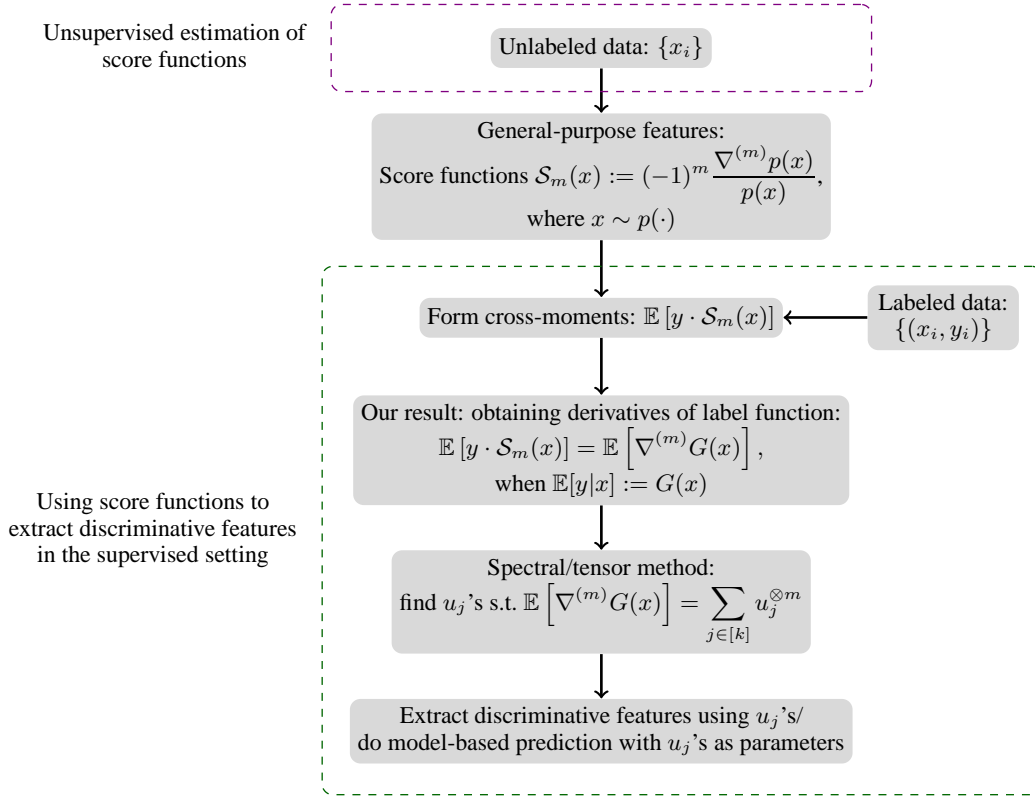 Unsupervised estimation of
score functions
Unlabeled data: {x_i}
General-purpose features:
Score functions 𝒮_m(x) := (−1)^m ∇^(m) p(x) / p(x),
where x ∼ p(·)
Form cross-moments: 𝔼 [y · 𝒮_m(x)]
Labeled data:
{(x_i, y_i)}
Our result: obtaining derivatives of label function:
𝔼 [y · 𝒮_m(x)] = 𝔼 [∇^(m) G(x)],
when 𝔼[y|x] := G(x)
Using score functions to
extract discriminative features
in the supervised setting
Spectral/tensor method:
find u_j’s s.t. 𝔼 [∇^(m) G(x)] = ∑_{j∈[k]} u_j^{⊗m}
Extract discriminative features using u_j’s/
do model-based prediction with u_j’s as parameters